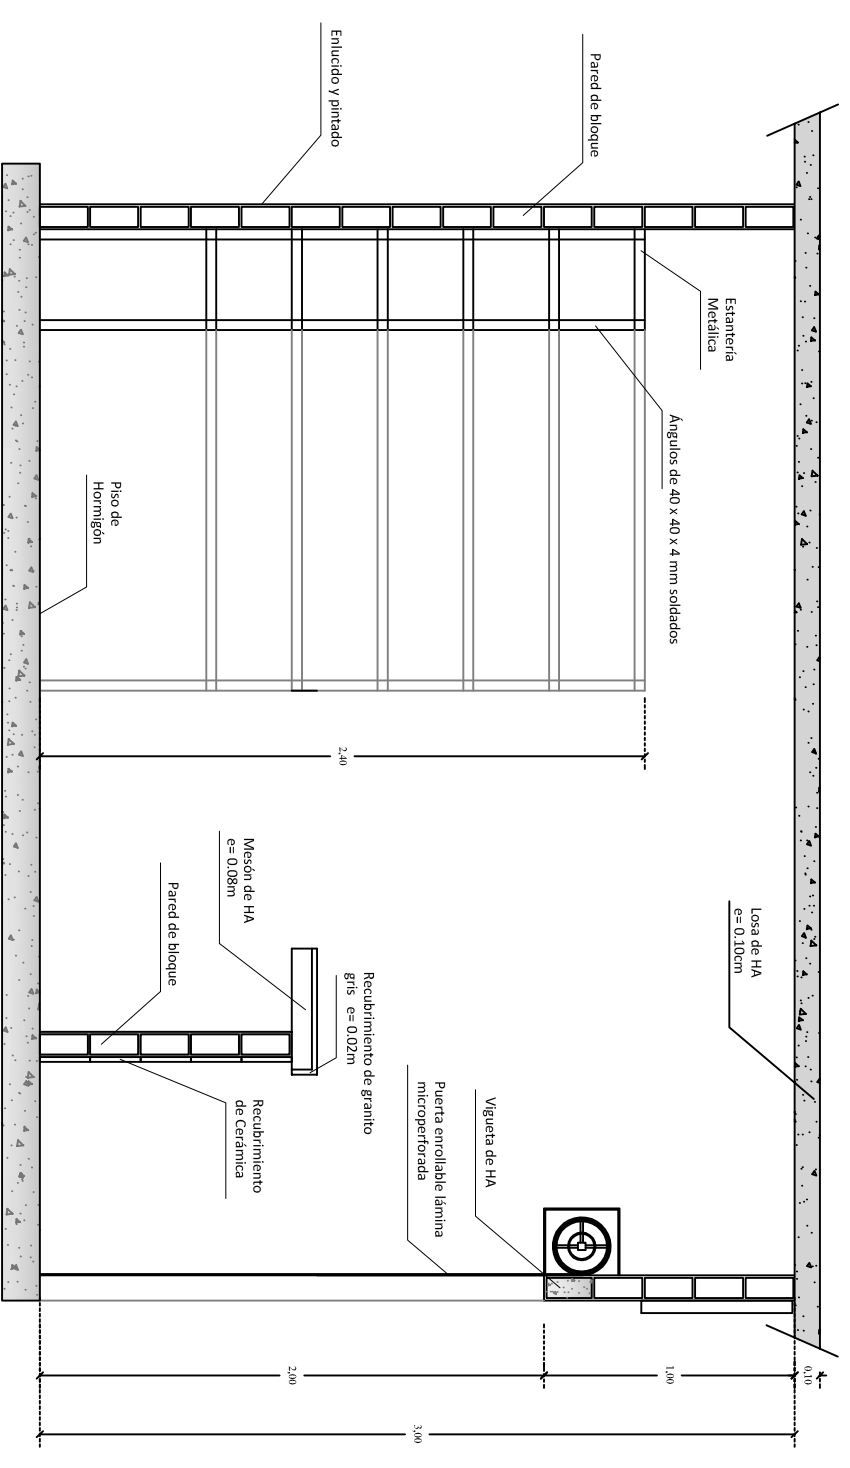 Losa de HA
e= 0.10cm
Estantería
Metálica
Ángulos de 40 x 40 x 4 mm soldados
Pared de bloque
Enlucido y pintado
Piso de
Hormigón
2,40
Mesón de HA
e= 0.08m
Pared de bloque
Recubrimiento de granito
gris e= 0.02m
Recubrimiento
de Cerámica
Puerta enrollable lámina
microperforada
Vigueta de HA
0,10
1,00
2,00
3,00